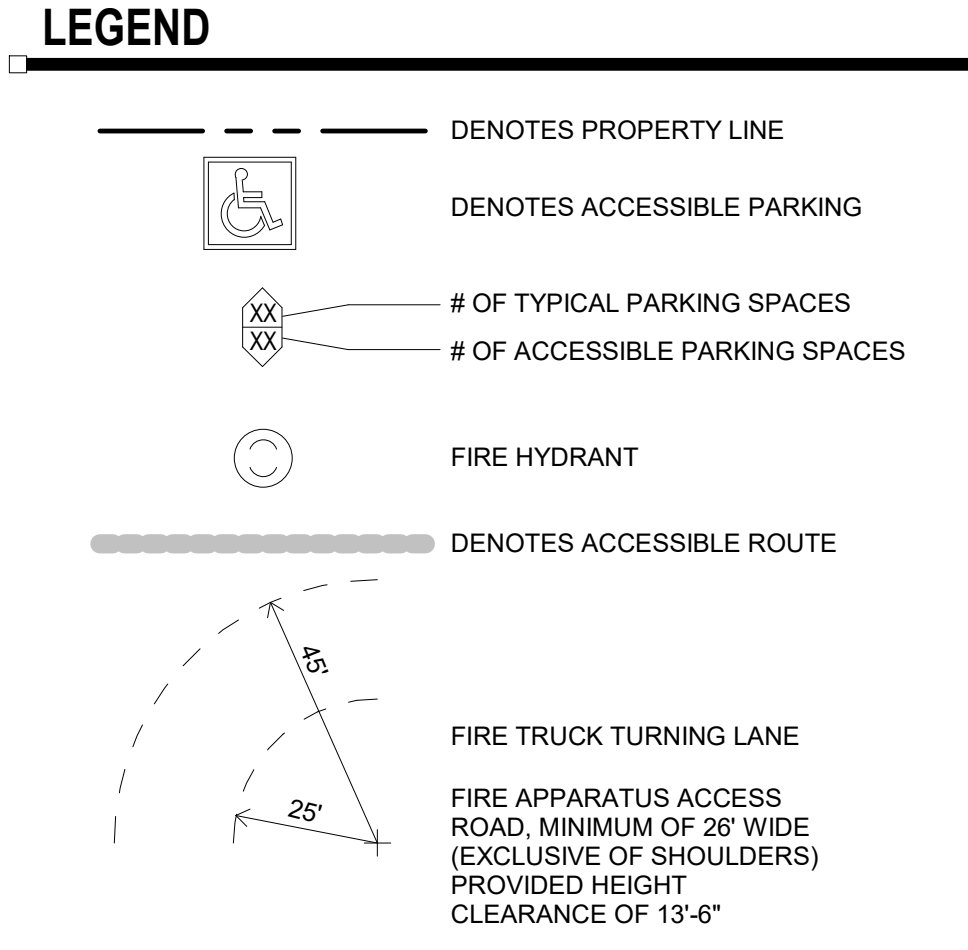 LEGEND
DENOTES PROPERTY LINE
DENOTES ACCESSIBLE PARKING
XX
# OF TYPICAL PARKING SPACES
XX
# OF ACCESSIBLE PARKING SPACES
FIRE HYDRANT
DENOTES ACCESSIBLE ROUTE
45'
25'
FIRE TRUCK TURNING LANE
FIRE APPARATUS ACCESS
ROAD, MINIMUM OF 26' WIDE
(EXCLUSIVE OF SHOULDERS)
PROVIDED HEIGHT
CLEARANCE OF 13'-6"